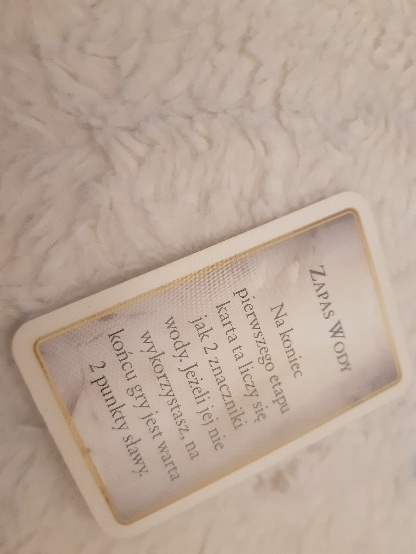 ZAPAS WODY
Na koniec
pierwszego etapu
karta ta liczy się
jak 2 znaczniki
wody. Jeżeli jej nie
wykorzystasz, na
końcu gry jest warta
2 punkty sławy.